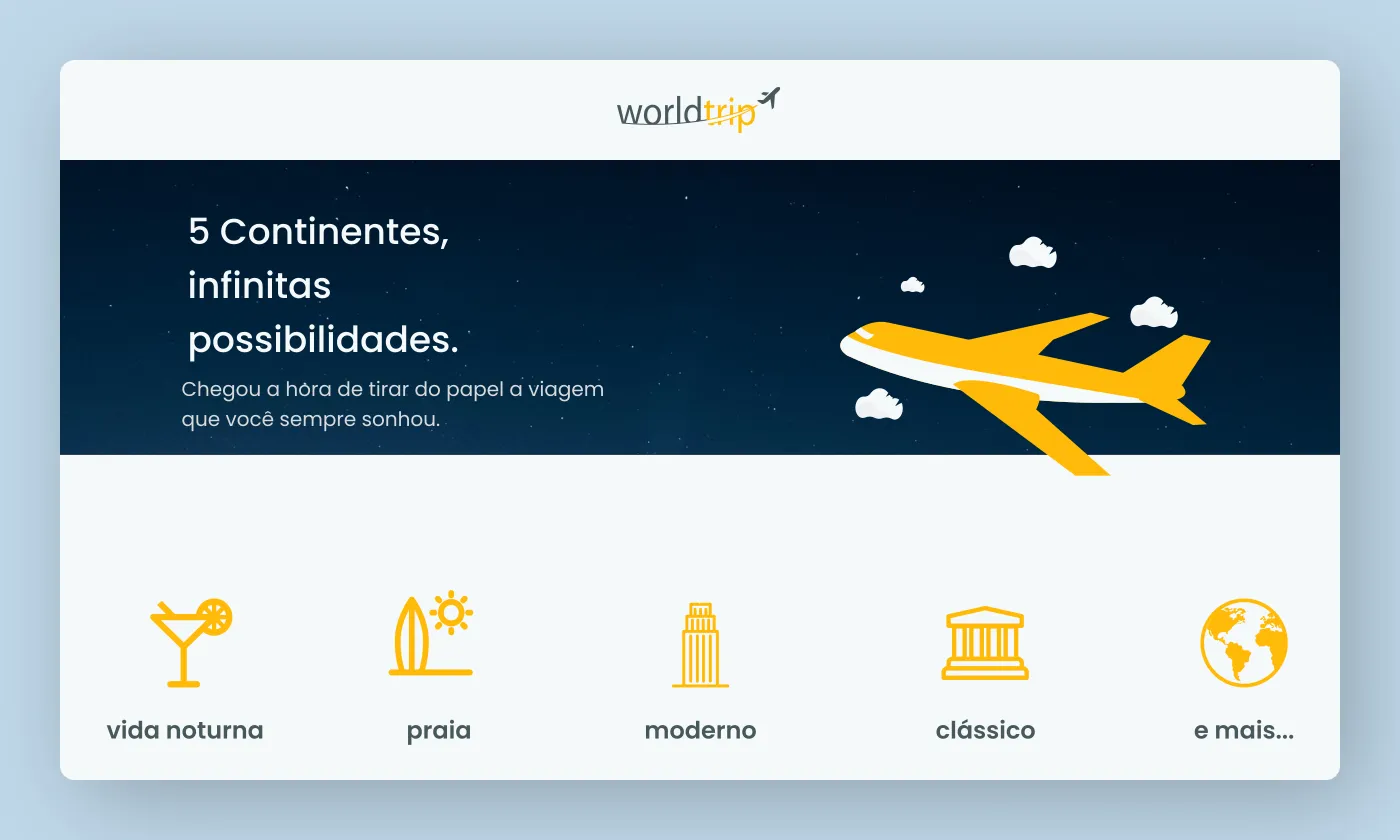 worldtrip
5 Continentes,
infinitas
possibilidades.
Chegou a hora de tirar do papel a viagem
que você sempre sonhou.
vida noturna
praia
moderno
clássico
e mais...